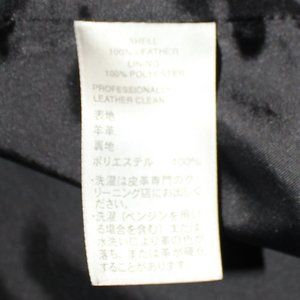 SHELL
100% LEATHER
LINING
100% POLYESTER
PROFESSIONALLY
LEATHER CLEAN
表地
羊革
裏地
ポリエステル 100%
・洗濯は皮革専門のク
リーニング店にお出しく
ださい。
・洗濯(ベンジンを用い
る場合を含む)または
水洗いにより革の色が
落ち、または革が硬化
することがあります。